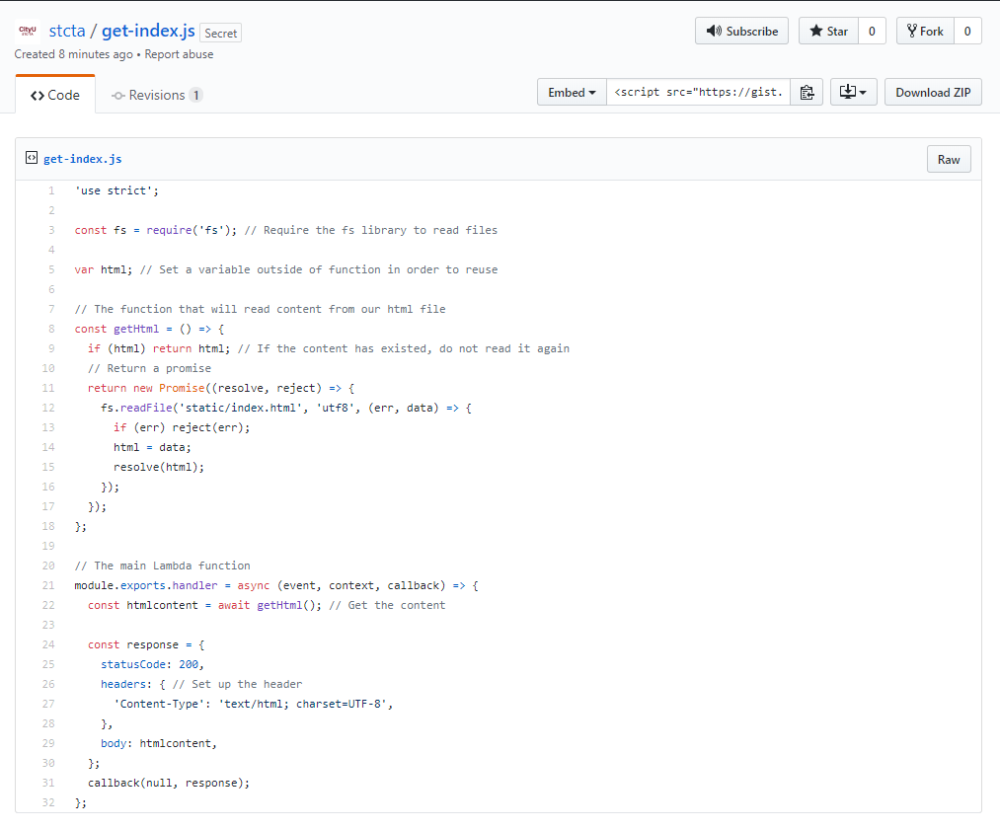 CityU
stcta / get-index.js Secret
Subscribe
Star 0
Fork 0
Created 8 minutes ago • Report abuse
Code
Revisions 1
Embed
<script src="https://gist.
Download ZIP
get-index.js
Raw
1 'use strict';
2
3 const fs = require('fs'); // Require the fs library to read files
4
5 var html; // Set a variable outside of function in order to reuse
6
7 // The function that will read content from our html file
8 const getHtml = () => {
9 if (html) return html; // If the content has existed, do not read it again
10 // Return a promise
11 return new Promise((resolve, reject) => {
12 fs.readFile('static/index.html', 'utf8', (err, data) => {
13 if (err) reject(err);
14 html = data;
15 resolve(html);
16 });
17 });
18 };
19
20 // The main Lambda function
21 module.exports.handler = async (event, context, callback) => {
22 const htmlcontent = await getHtml(); // Get the content
23
24 const response = {
25 statusCode: 200,
26 headers: { // Set up the header
27 'Content-Type': 'text/html; charset=UTF-8',
28 },
29 body: htmlcontent,
30 };
31 callback(null, response);
32 };